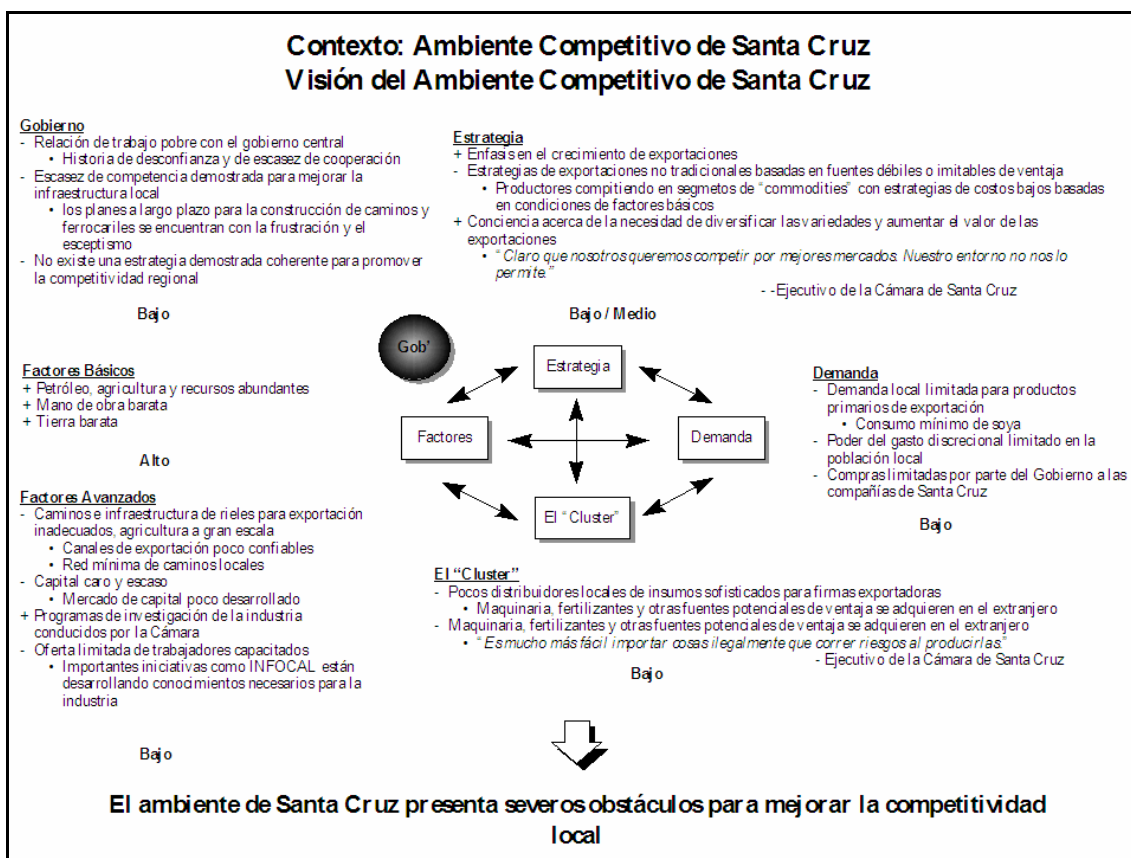 Contexto: Ambiente Competitivo de Santa Cruz
Visión del Ambiente Competitivo de Santa Cruz
Gobierno
- Relación de trabajo pobre con el gobierno central
• Historia de desconfianza y de escasez de cooperación
- Escasez de competencia demostrada para mejorar la
infraestructura local
• los planes a largo plazo para la construcción de caminos y
ferrocariles se encuentran con la frustración y el
esceptismo
- No existe una estrategia demostrada coherente para promover
la competitividad regional
Bajo
Estrategia
+ Enfasis en el crecimiento de exportaciones
- Estrategias de exportaciones no tradicionales basadas en fuentes débiles o imitables de ventaja
• Productores compitiendo en segmetos de "commodities" con estrategias de costos bajos basadas
en condiciones de factores básicos
+ Conciencia acerca de la necesidad de diversificar las variedades y aumentar el valor de las
exportaciones
• "Claro que nosotros queremos competir por mejores mercados. Nuestro entorno no nos lo
permite."
- -Ejecutivo de la Cámara de Santa Cruz
Bajo / Medio
Gob'
Estrategia
Factores
Demanda
El "Cluster"
Factores Básicos
+ Petróleo, agricultura y recursos abundantes
+ Mano de obra barata
+ Tierra barata
Alto
Demanda
- Demanda local limitada para productos
primarios de exportación
• Consumo mínimo de soya
- Poder del gasto discrecional limitado en la
población local
- Compras limitadas por parte del Gobierno a las
compañías de Santa Cruz
Bajo
Factores Avanzados
- Caminos e infraestructura de rieles para exportación
inadecuados, agricultura a gran escala
• Canales de exportación poco confiables
• Red mínima de caminos locales
- Capital caro y escaso
• Mercado de capital poco desarrollado
+ Programas de investigación de la industria
conducidos por la Cámara
- Oferta limitada de trabajadores capacitados
• Importantes iniciativas como INFOCAL están
desarrollando conocimientos necesarios para la
industria
Bajo
El "Cluster"
- Pocos distribuidores locales de insumos sofisticados para firmas exportadoras
• Maquinaria, fertilizantes y otras fuentes potenciales de ventaja se adquieren en el extranjero
- Maquinaria, fertilizantes y otras fuentes potenciales de ventaja se adquieren en el extranjero
• "Es mucho más fácil importar cosas ilegalmente que correr riesgos al producirlas."
- Ejecutivo de la Cámara de Santa Cruz
Bajo
El ambiente de Santa Cruz presenta severos obstáculos para mejorar la competitividad
local